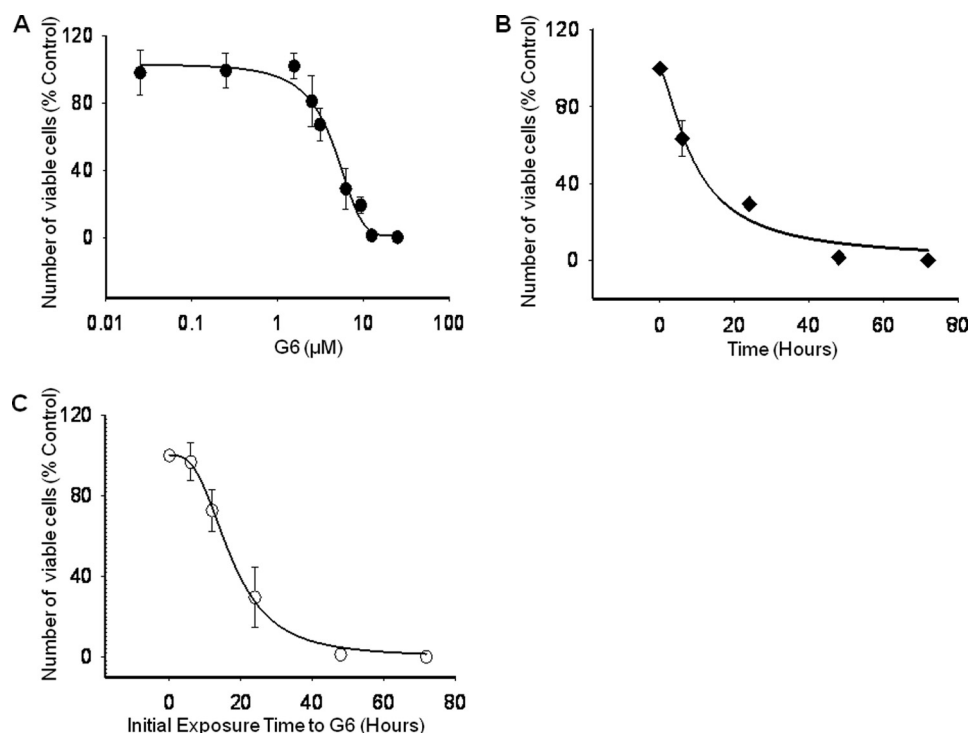 A
Number of viable cells (% Control)
120
80
40
0
0.01 0.1 1 10 100
G6 (µM)
B
Number of viable cells (% Control)
120
80
40
0
0 20 40 60 80
Time (Hours)
C
Number of viable cells (% Control)
120
80
40
0
0 20 40 60 80
Initial Exposure Time to G6 (Hours)